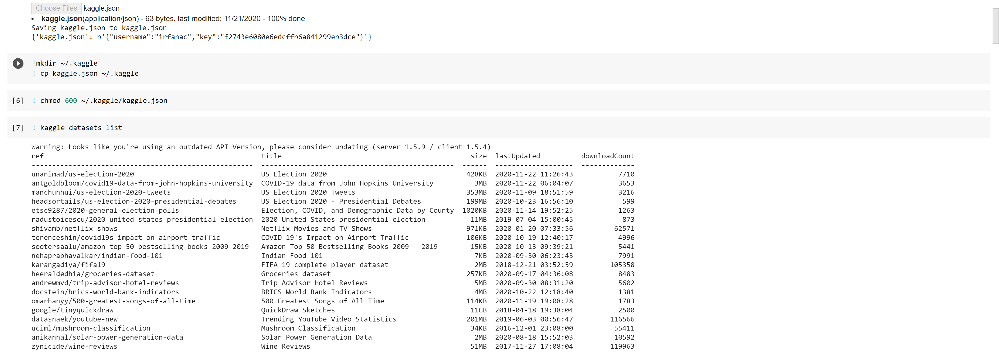 Choose Files kaggle.json
• kaggle.json(application/json) - 63 bytes, last modified: 11/21/2020 - 100% done
Saving kaggle.json to kaggle.json
{'kaggle.json': b'{"username":"irfanac","key":"f2743e6080e6edcffb6a841299eb3dce"}'}
!mkdir ~/.kaggle
! cp kaggle.json ~/.kaggle
[6] ! chmod 600 ~/.kaggle/kaggle.json
[7] ! kaggle datasets list
Warning: Looks like you're using an outdated API Version, please consider updating (server 1.5.9 / client 1.5.4)
ref title size lastUpdated downloadCount
------------------------------------------------------ ----------------------------------------------- ------ ------------------- -------------
unanimad/us-election-2020 US Election 2020 428KB 2020-11-22 11:26:43 7710
antgoldbloom/covid19-data-from-john-hopkins-university COVID-19 data from John Hopkins University 3MB 2020-11-22 06:04:07 3653
manchunhui/us-election-2020-tweets US Election 2020 Tweets 353MB 2020-11-09 18:51:59 3216
headsortails/us-election-2020-presidential-debates US Election 2020 - Presidential Debates 199MB 2020-10-23 16:56:10 599
etsc9287/2020-general-election-polls Election, COVID, and Demographic Data by County 1020KB 2020-11-14 19:52:25 1263
radustoicescu/2020-united-states-presidential-election 2020 United States presidential election 11MB 2019-07-04 15:00:45 873
shivamb/netflix-shows Netflix Movies and TV Shows 971KB 2020-01-20 07:33:56 62571
terenceshin/covid19s-impact-on-airport-traffic COVID-19's Impact on Airport Traffic 106KB 2020-10-19 12:40:17 4996
sootersaalu/amazon-top-50-bestselling-books-2009-2019 Amazon Top 50 Bestselling Books 2009 - 2019 15KB 2020-10-13 09:39:21 5441
nehaprabhavalkar/indian-food-101 Indian Food 101 7KB 2020-09-30 06:23:43 7991
karangadiya/fifa19 FIFA 19 complete player dataset 2MB 2018-12-21 03:52:59 105358
heeraldedhia/groceries-dataset Groceries dataset 257KB 2020-09-17 04:36:08 8483
andrewmvd/trip-advisor-hotel-reviews Trip Advisor Hotel Reviews 5MB 2020-09-30 08:31:20 5602
docstein/brics-world-bank-indicators BRICS World Bank Indicators 4MB 2020-10-22 12:18:40 1381
omarhanyy/500-greatest-songs-of-all-time 500 Greatest Songs of All Time 114KB 2020-11-19 19:08:28 1783
google/tinyquickdraw QuickDraw Sketches 11GB 2018-04-18 19:38:04 2500
datasnaek/youtube-new Trending YouTube Video Statistics 201MB 2019-06-03 00:56:47 116566
uciml/mushroom-classification Mushroom Classification 34KB 2016-12-01 23:08:00 55411
anikannal/solar-power-generation-data Solar Power Generation Data 2MB 2020-08-18 15:52:03 10592
zynicide/wine-reviews Wine Reviews 51MB 2017-11-27 17:08:04 119963